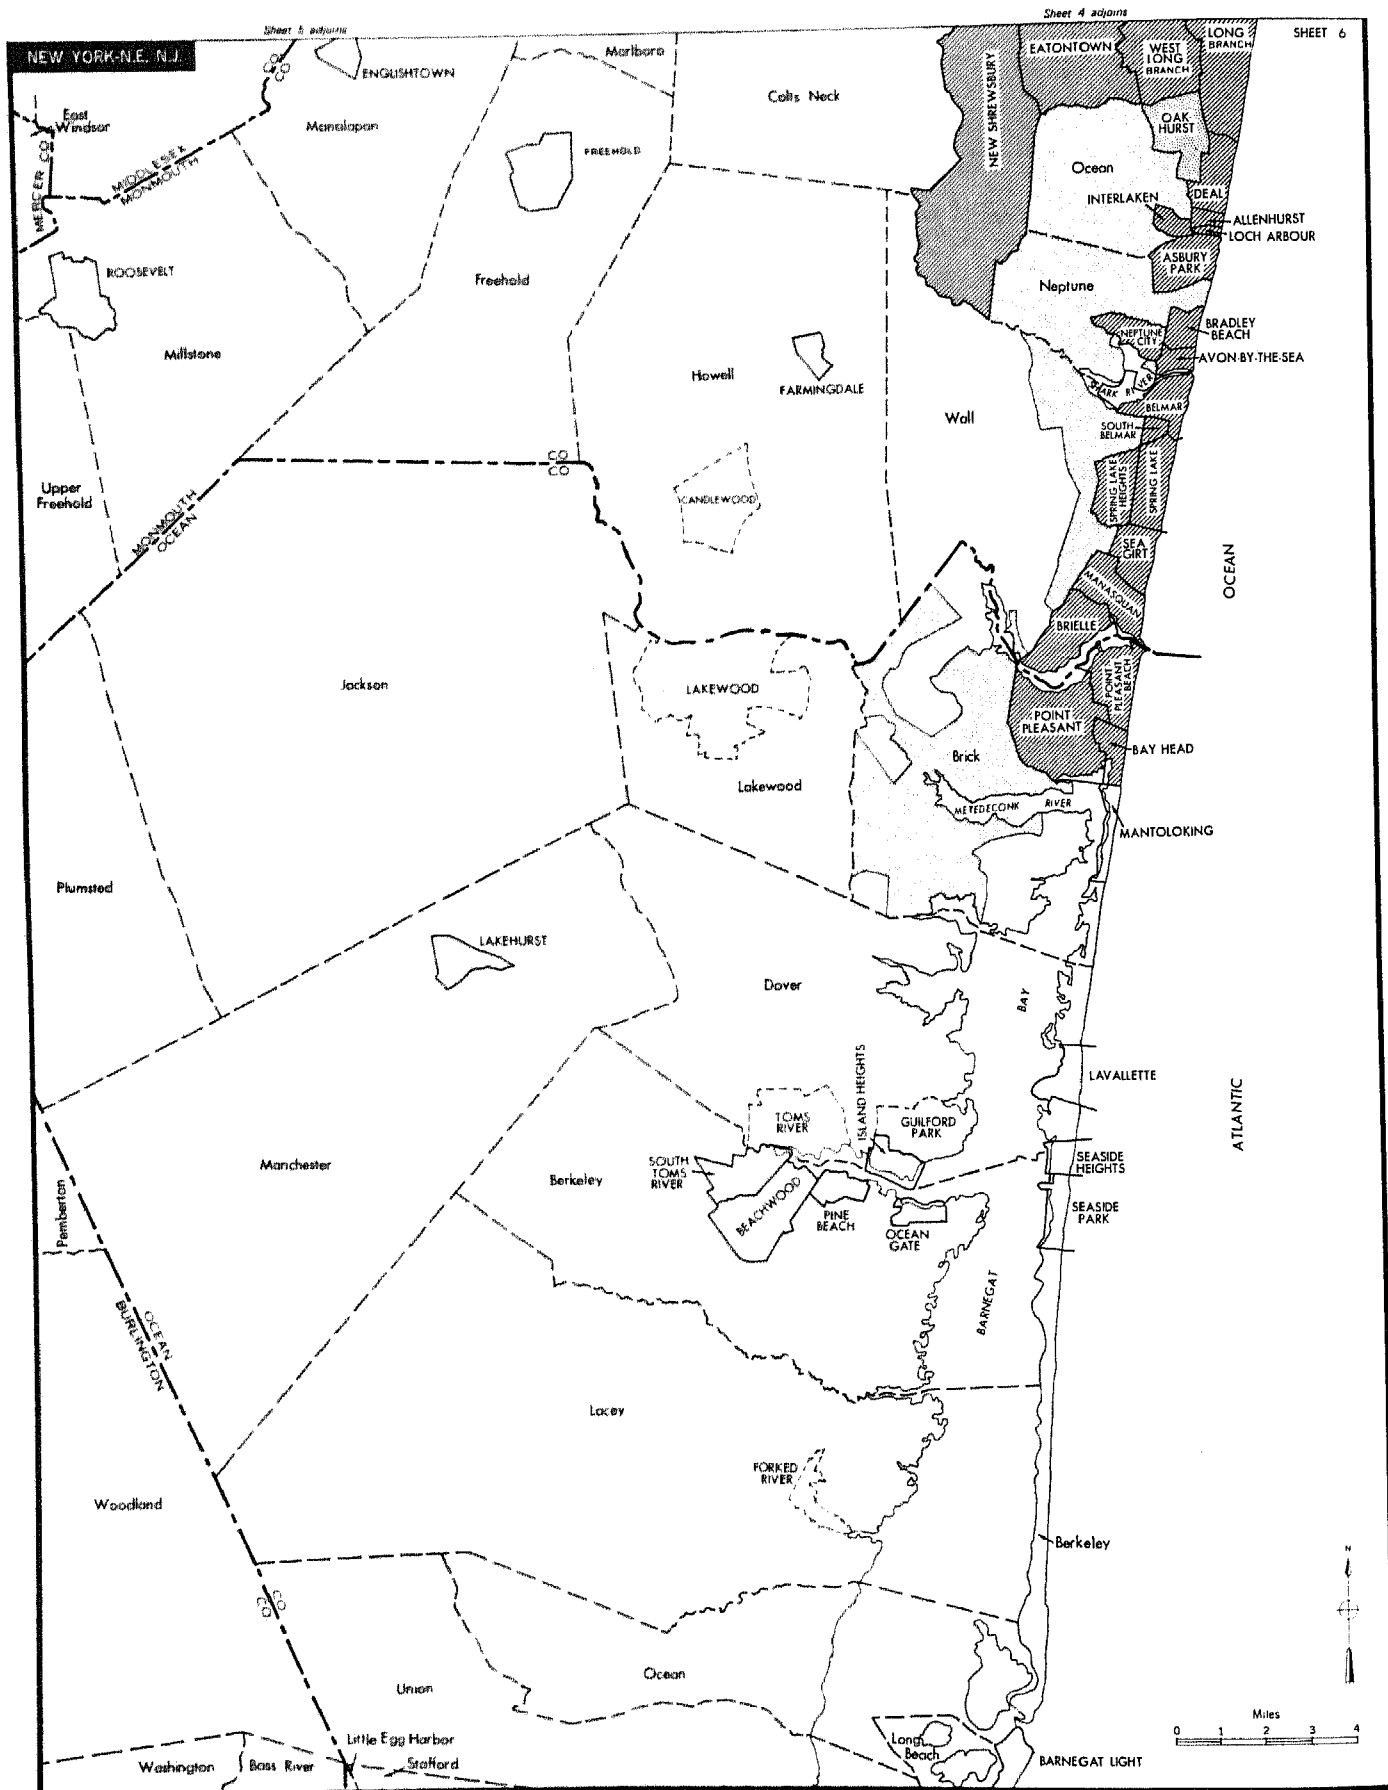 Sheet 5 adjoins
Sheet 4 adjoins
SHEET 6
NEW YORK-N.E. N.J.
ENGLISHTOWN
Marlboro
Colts Neck
NEW SHREWSBURY
EATONTOWN
WEST
LONG
BRANCH
LONG
BRANCH
CO
CO
East
Windsor
MERCER CO
Manalapan
MIDDLESEX
MONMOUTH
FREEHOLD
OAK
HURST
Ocean
INTERLAKEN
DEAL
ALLENHURST
LOCH ARBOUR
ASBURY
PARK
ROOSEVELT
Freehold
Neptune
Millstone
BRADLEY
BEACH
NEPTUNE
CITY
AVON-BY-THE-SEA
Howell
FARMINGDALE
SHARK RIVER
BELMAR
Wall
SOUTH
BELMAR
CO
CO
Upper
Freehold
CANDLEWOOD
SPRING LAKE
HEIGHTS
SPRING LAKE
MONMOUTH
OCEAN
SEA
GIRT
OCEAN
MANASQUAN
BRIELLE
Jackson
LAKEWOOD
POINT
PLEASANT
BEACH
POINT
PLEASANT
BAY HEAD
Brick
Lakewood
METEDECONK RIVER
MANTOLOKING
Plumsted
LAKEHURST
Dover
BAY
LAVALLETTE
ATLANTIC
ISLAND HEIGHTS
TOMS
RIVER
GUILFORD
PARK
Manchester
SOUTH
TOMS
RIVER
Berkeley
SEASIDE
HEIGHTS
BEACHWOOD
PINE
BEACH
OCEAN
GATE
SEASIDE
PARK
Pemberton
BARNEGAT
OCEAN
BURLINGTON
Lacey
FORKED
RIVER
Woodland
Berkeley
N
CO
CO
Ocean
Union
Miles
0 1 2 3 4
Little Egg Harbor
Long
Beach
BARNEGAT LIGHT
Washington
Bass River
Stafford